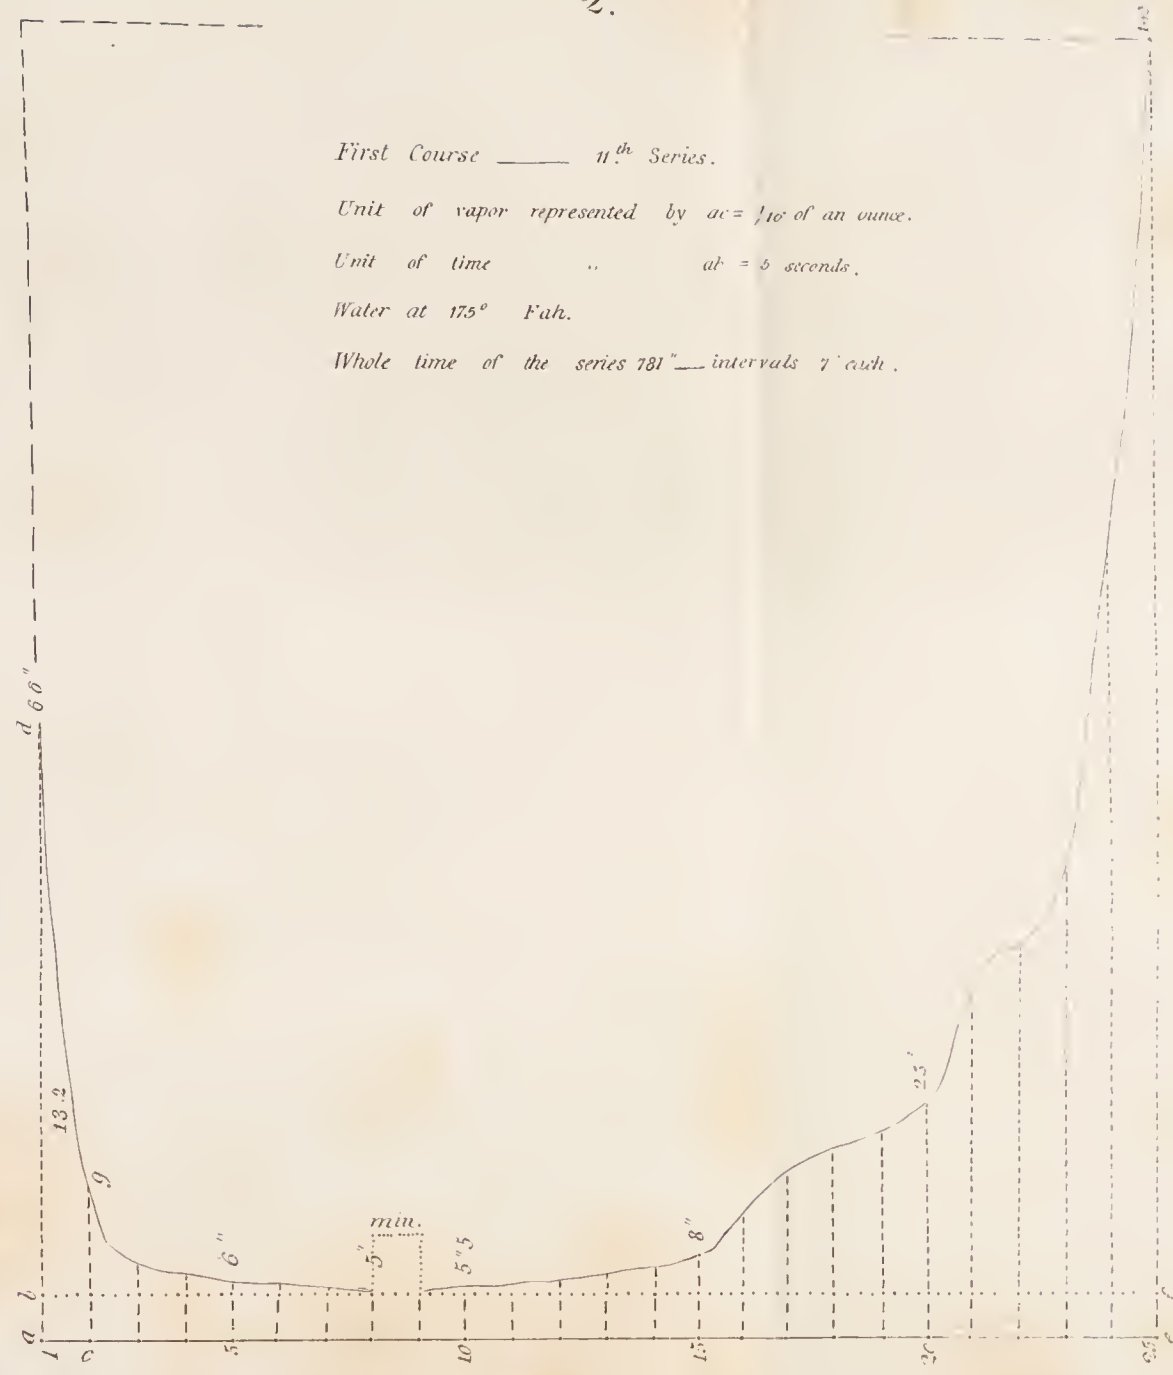 2.
First Course 11th Series.
Unit of vapor represented by ac = 1/10 of an ounce.
Unit of time " ab = 5 seconds.
Water at 175° Fah.
Whole time of the series 781" — intervals 7" each.
d 66"
13.2
9
6"
min.
5"
5"5
8"
23"
b
a
1
c
5
10
15
20
25